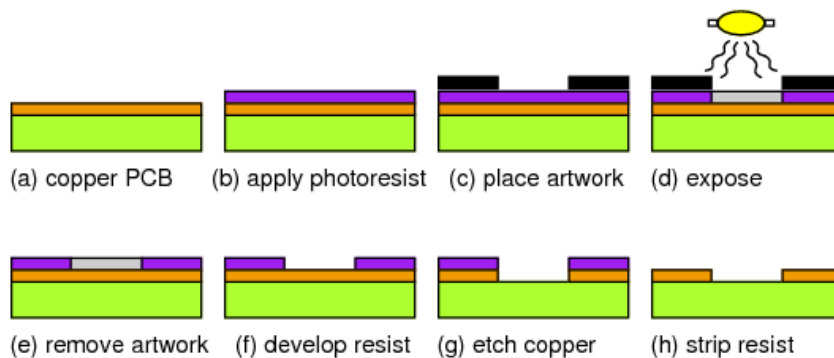 (a) copper PCB
(b) apply photoresist
(c) place artwork
(d) expose
(e) remove artwork
(f) develop resist
(g) etch copper
(h) strip resist